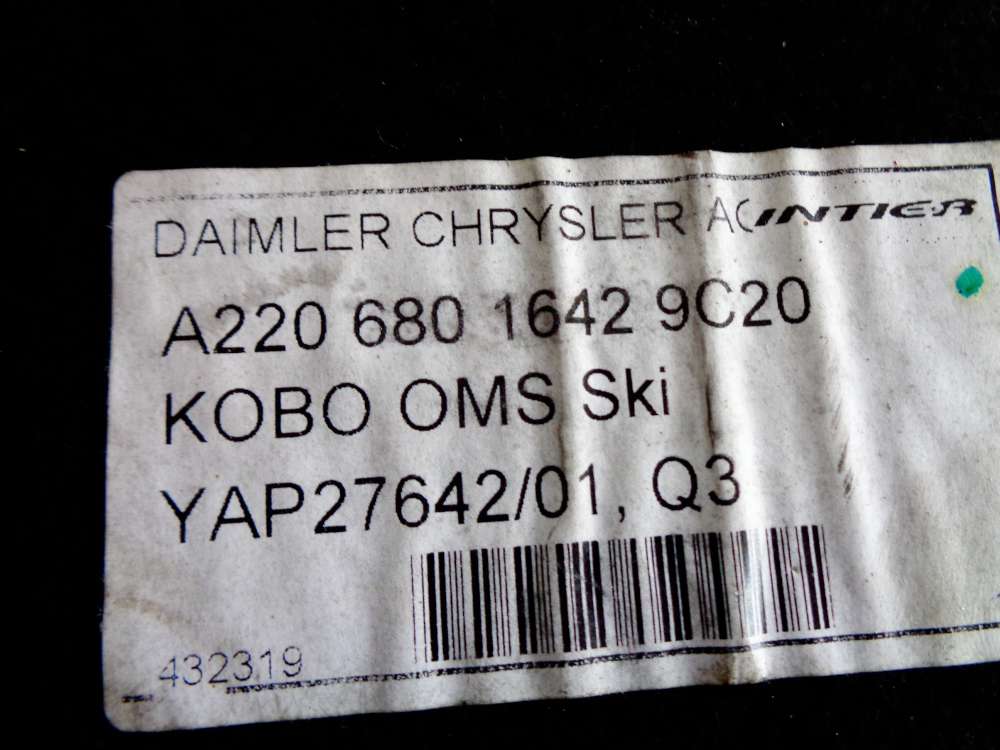 DAIMLER CHRYSLER AG INTIER
A220 680 1642 9C20
KOBO OMS Ski
YAP27642/01, Q3
432319